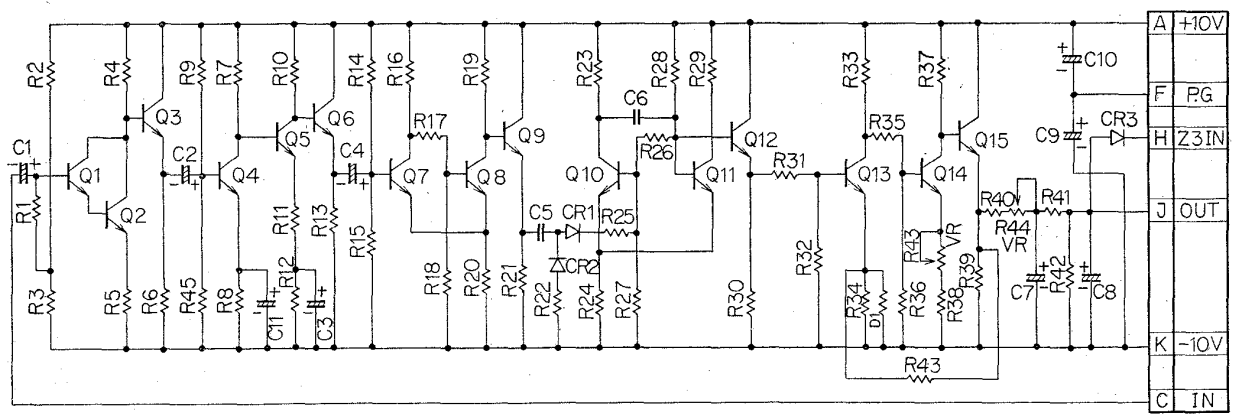 A +10V
R2 R4 R9 R7 R10 R14 R16 R19 R23 R28 R29 R33 R37 C10
C6 F P.G
Q3 Q5 Q6 R17 Q9 Q12 R35 Q15 C9 CR3 H Z3IN
C1 C2 C4 R26 R31
Q1 Q4 Q7 Q8 Q10 Q11 Q13 Q14
R1 Q2 R11 R13 C5 CR1 R25 R40 R41 J OUT
R44
R15 CR2 R32 R43 VR VR
R12 R18 R20 R21 R39
R3 R5 R6 R45 R8 C11 C3 R22 R24 R27 R30 R34 D1 R36 R38 C7 R42 C8
K -10V
R43
C IN